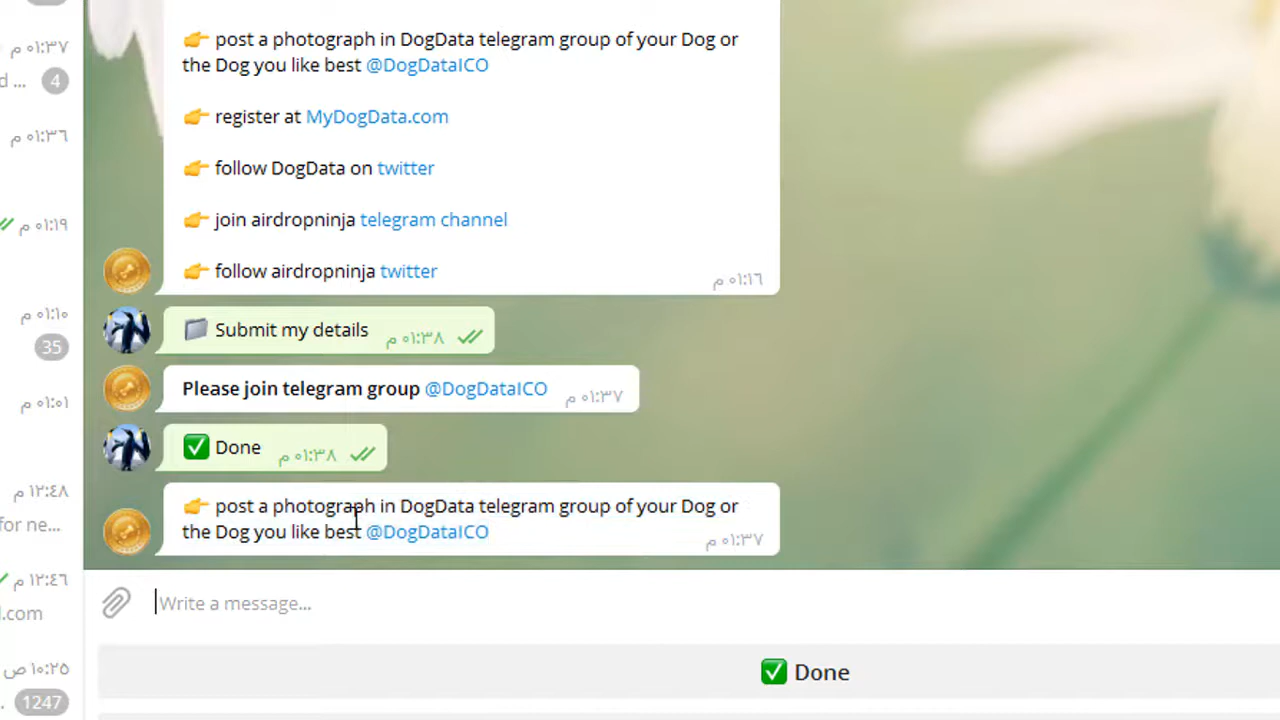 ٠١:٣٧ م
d ...
4
٠١:٣٦ م
٠١:١٩ م
٠١:١٠ م
35
٠١:٠١ م
١٢:٤٨ م
for ne...
١٢:٤٦ م
l.com
١٠:٢٥ ص
1247
👉 post a photograph in DogData telegram group of your Dog or
the Dog you like best @DogDataICO
👉 register at MyDogData.com
👉 follow DogData on twitter
👉 join airdropninja telegram channel
👉 follow airdropninja twitter
٠١:١٦ م
📁 Submit my details ٠١:٣٨ م
Please join telegram group @DogDataICO ٠١:٣٧ م
✅ Done ٠١:٣٨ م
👉 post a photograph in DogData telegram group of your Dog or
the Dog you like best @DogDataICO ٠١:٣٧ م
Write a message...
✅ Done